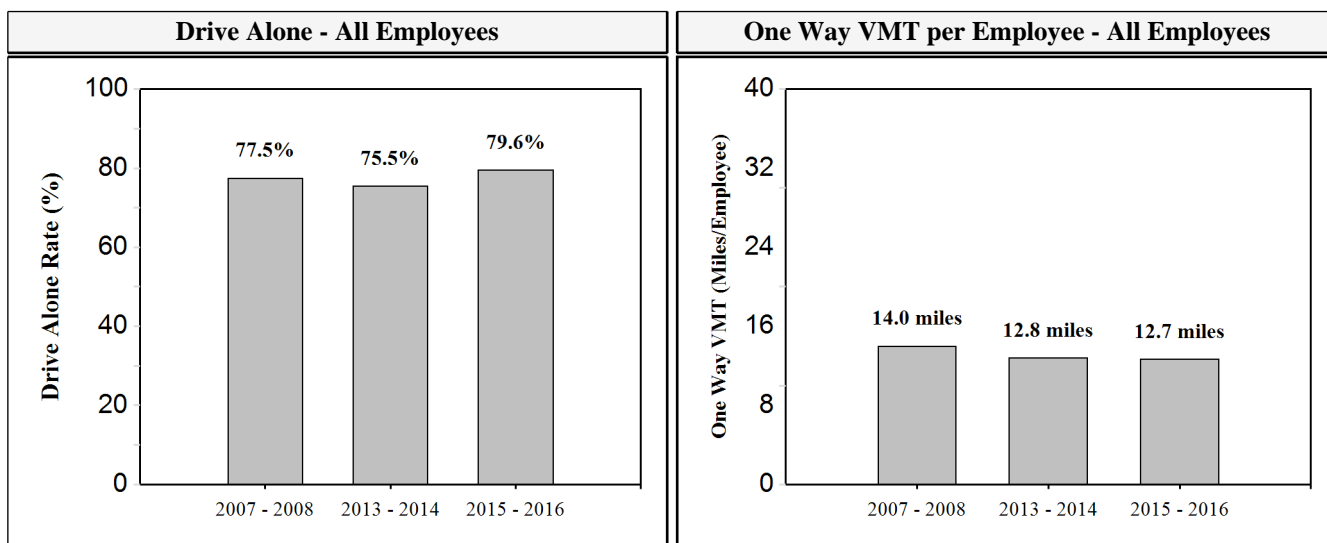 Drive Alone - All Employees
Drive Alone Rate (%)
100
80
60
40
20
0
77.5%
75.5%
79.6%
2007 - 2008
2013 - 2014
2015 - 2016
One Way VMT per Employee - All Employees
One Way VMT (Miles/Employee)
40
32
24
16
8
0
14.0 miles
12.8 miles
12.7 miles
2007 - 2008
2013 - 2014
2015 - 2016